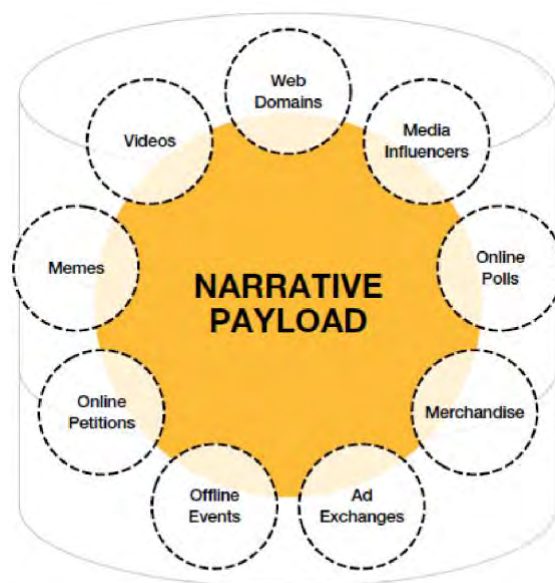 Web
Domains
Media
Influencers
Online
Polls
Merchandise
Ad
Exchanges
Offline
Events
Online
Petitions
Memes
Videos
NARRATIVE
PAYLOAD